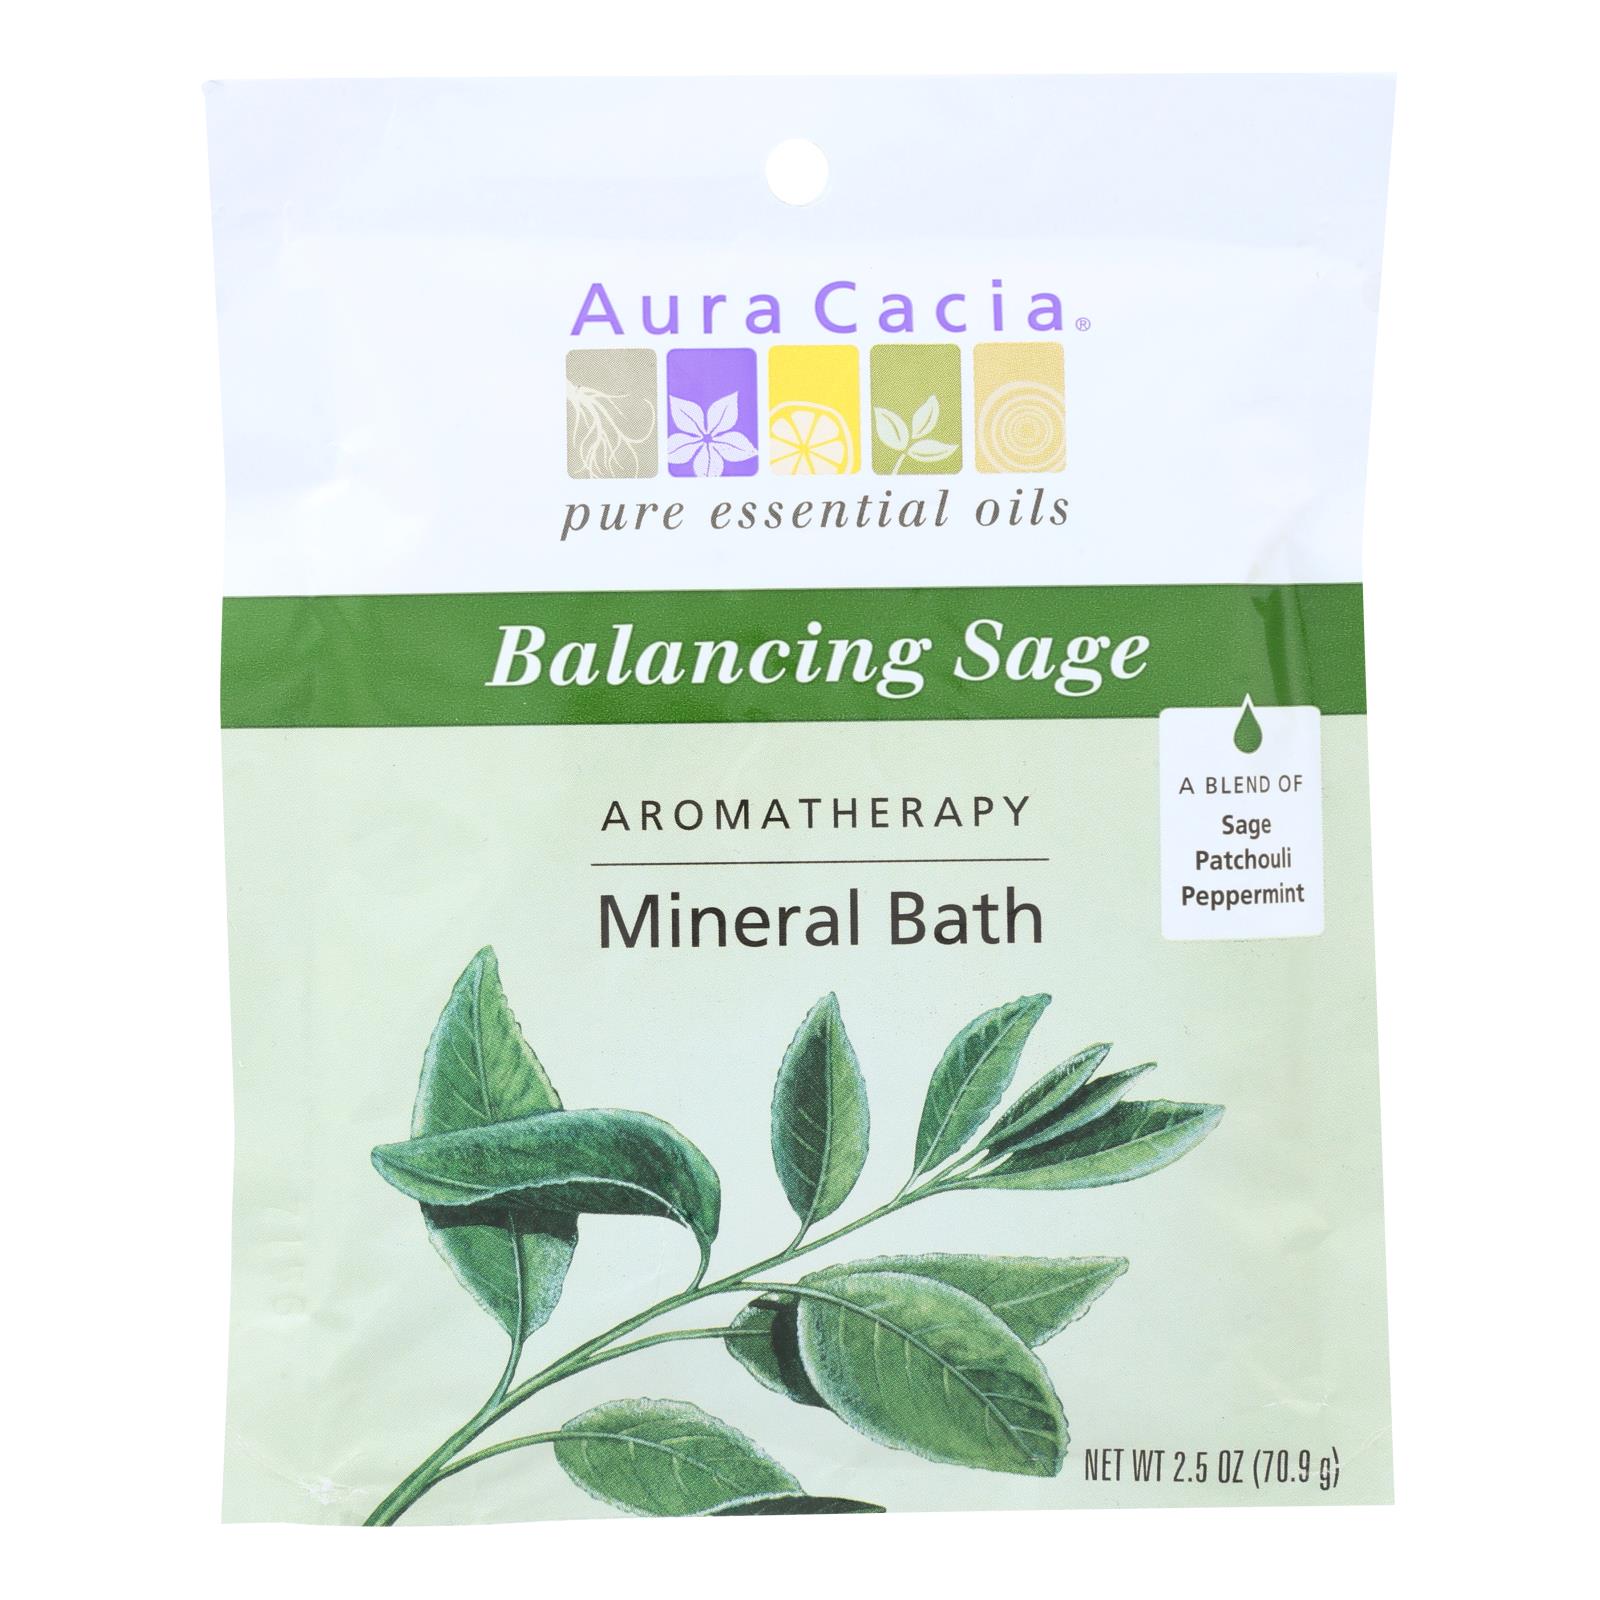 Aura Cacia®
pure essential oils
Balancing Sage
AROMATHERAPY
Mineral Bath
A BLEND OF
Sage
Patchouli
Peppermint
NET WT 2.5 OZ (70.9 g)